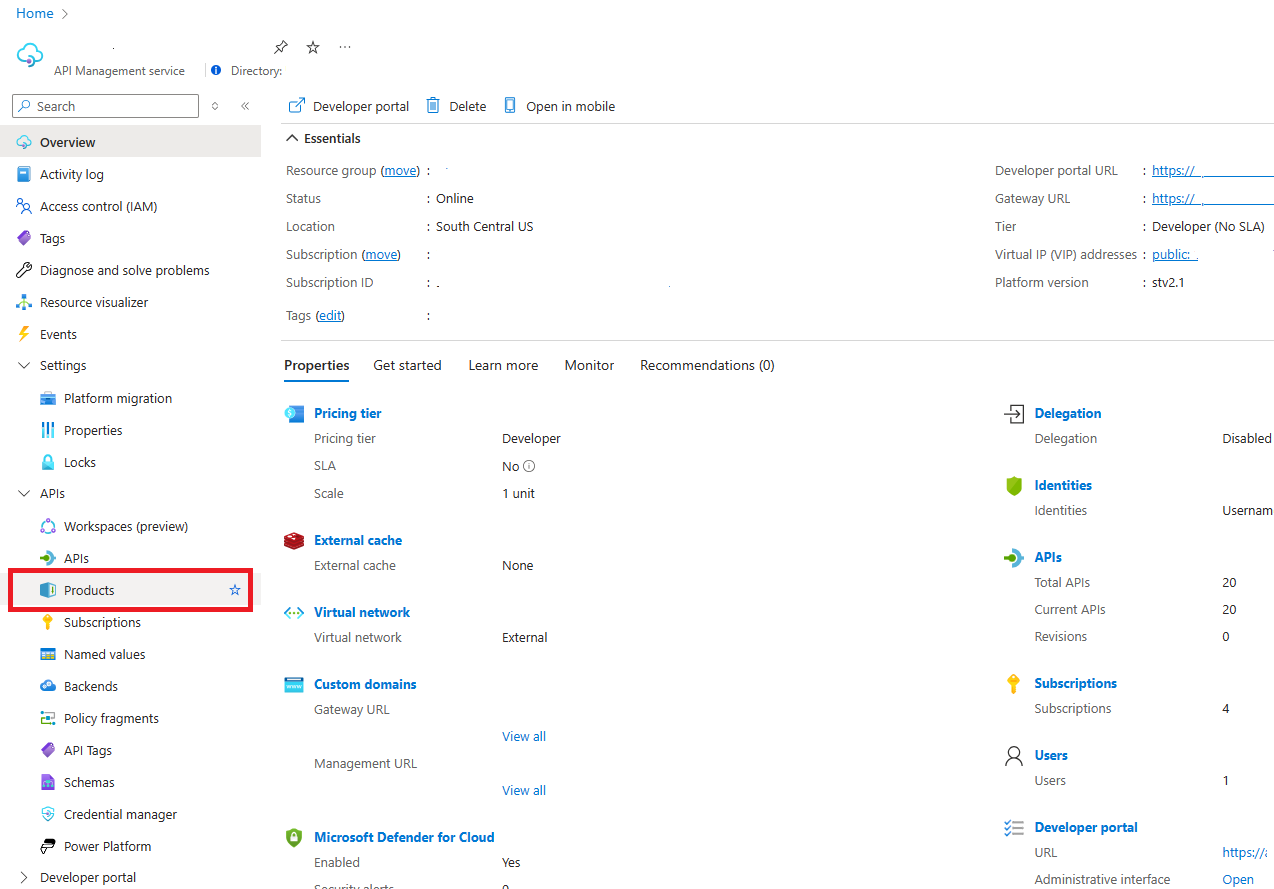 Home
API Management service
Directory:
Search
Overview
Activity log
Access control (IAM)
Tags
Diagnose and solve problems
Resource visualizer
Events
Settings
Platform migration
Properties
Locks
APIs
Workspaces (preview)
APIs
Products
Subscriptions
Named values
Backends
Policy fragments
API Tags
Schemas
Credential manager
Power Platform
Developer portal
Developer portal Delete Open in mobile
Essentials
Resource group (move) :
Status : Online
Location : South Central US
Subscription (move) :
Subscription ID :
Tags (edit) :
Developer portal URL : https://
Gateway URL : https://
Tier : Developer (No SLA)
Virtual IP (VIP) addresses : public:
Platform version : stv2.1
Properties Get started Learn more Monitor Recommendations (0)
Pricing tier
Pricing tier Developer
SLA No
Scale 1 unit
External cache
External cache None
Virtual network
Virtual network External
Custom domains
Gateway URL
View all
Management URL
View all
Microsoft Defender for Cloud
Enabled Yes
Security alerts 0
Delegation
Delegation Disabled
Identities
Identities Usernam
APIs
Total APIs 20
Current APIs 20
Revisions 0
Subscriptions
Subscriptions 4
Users
Users 1
Developer portal
URL https://
Administrative interface Open